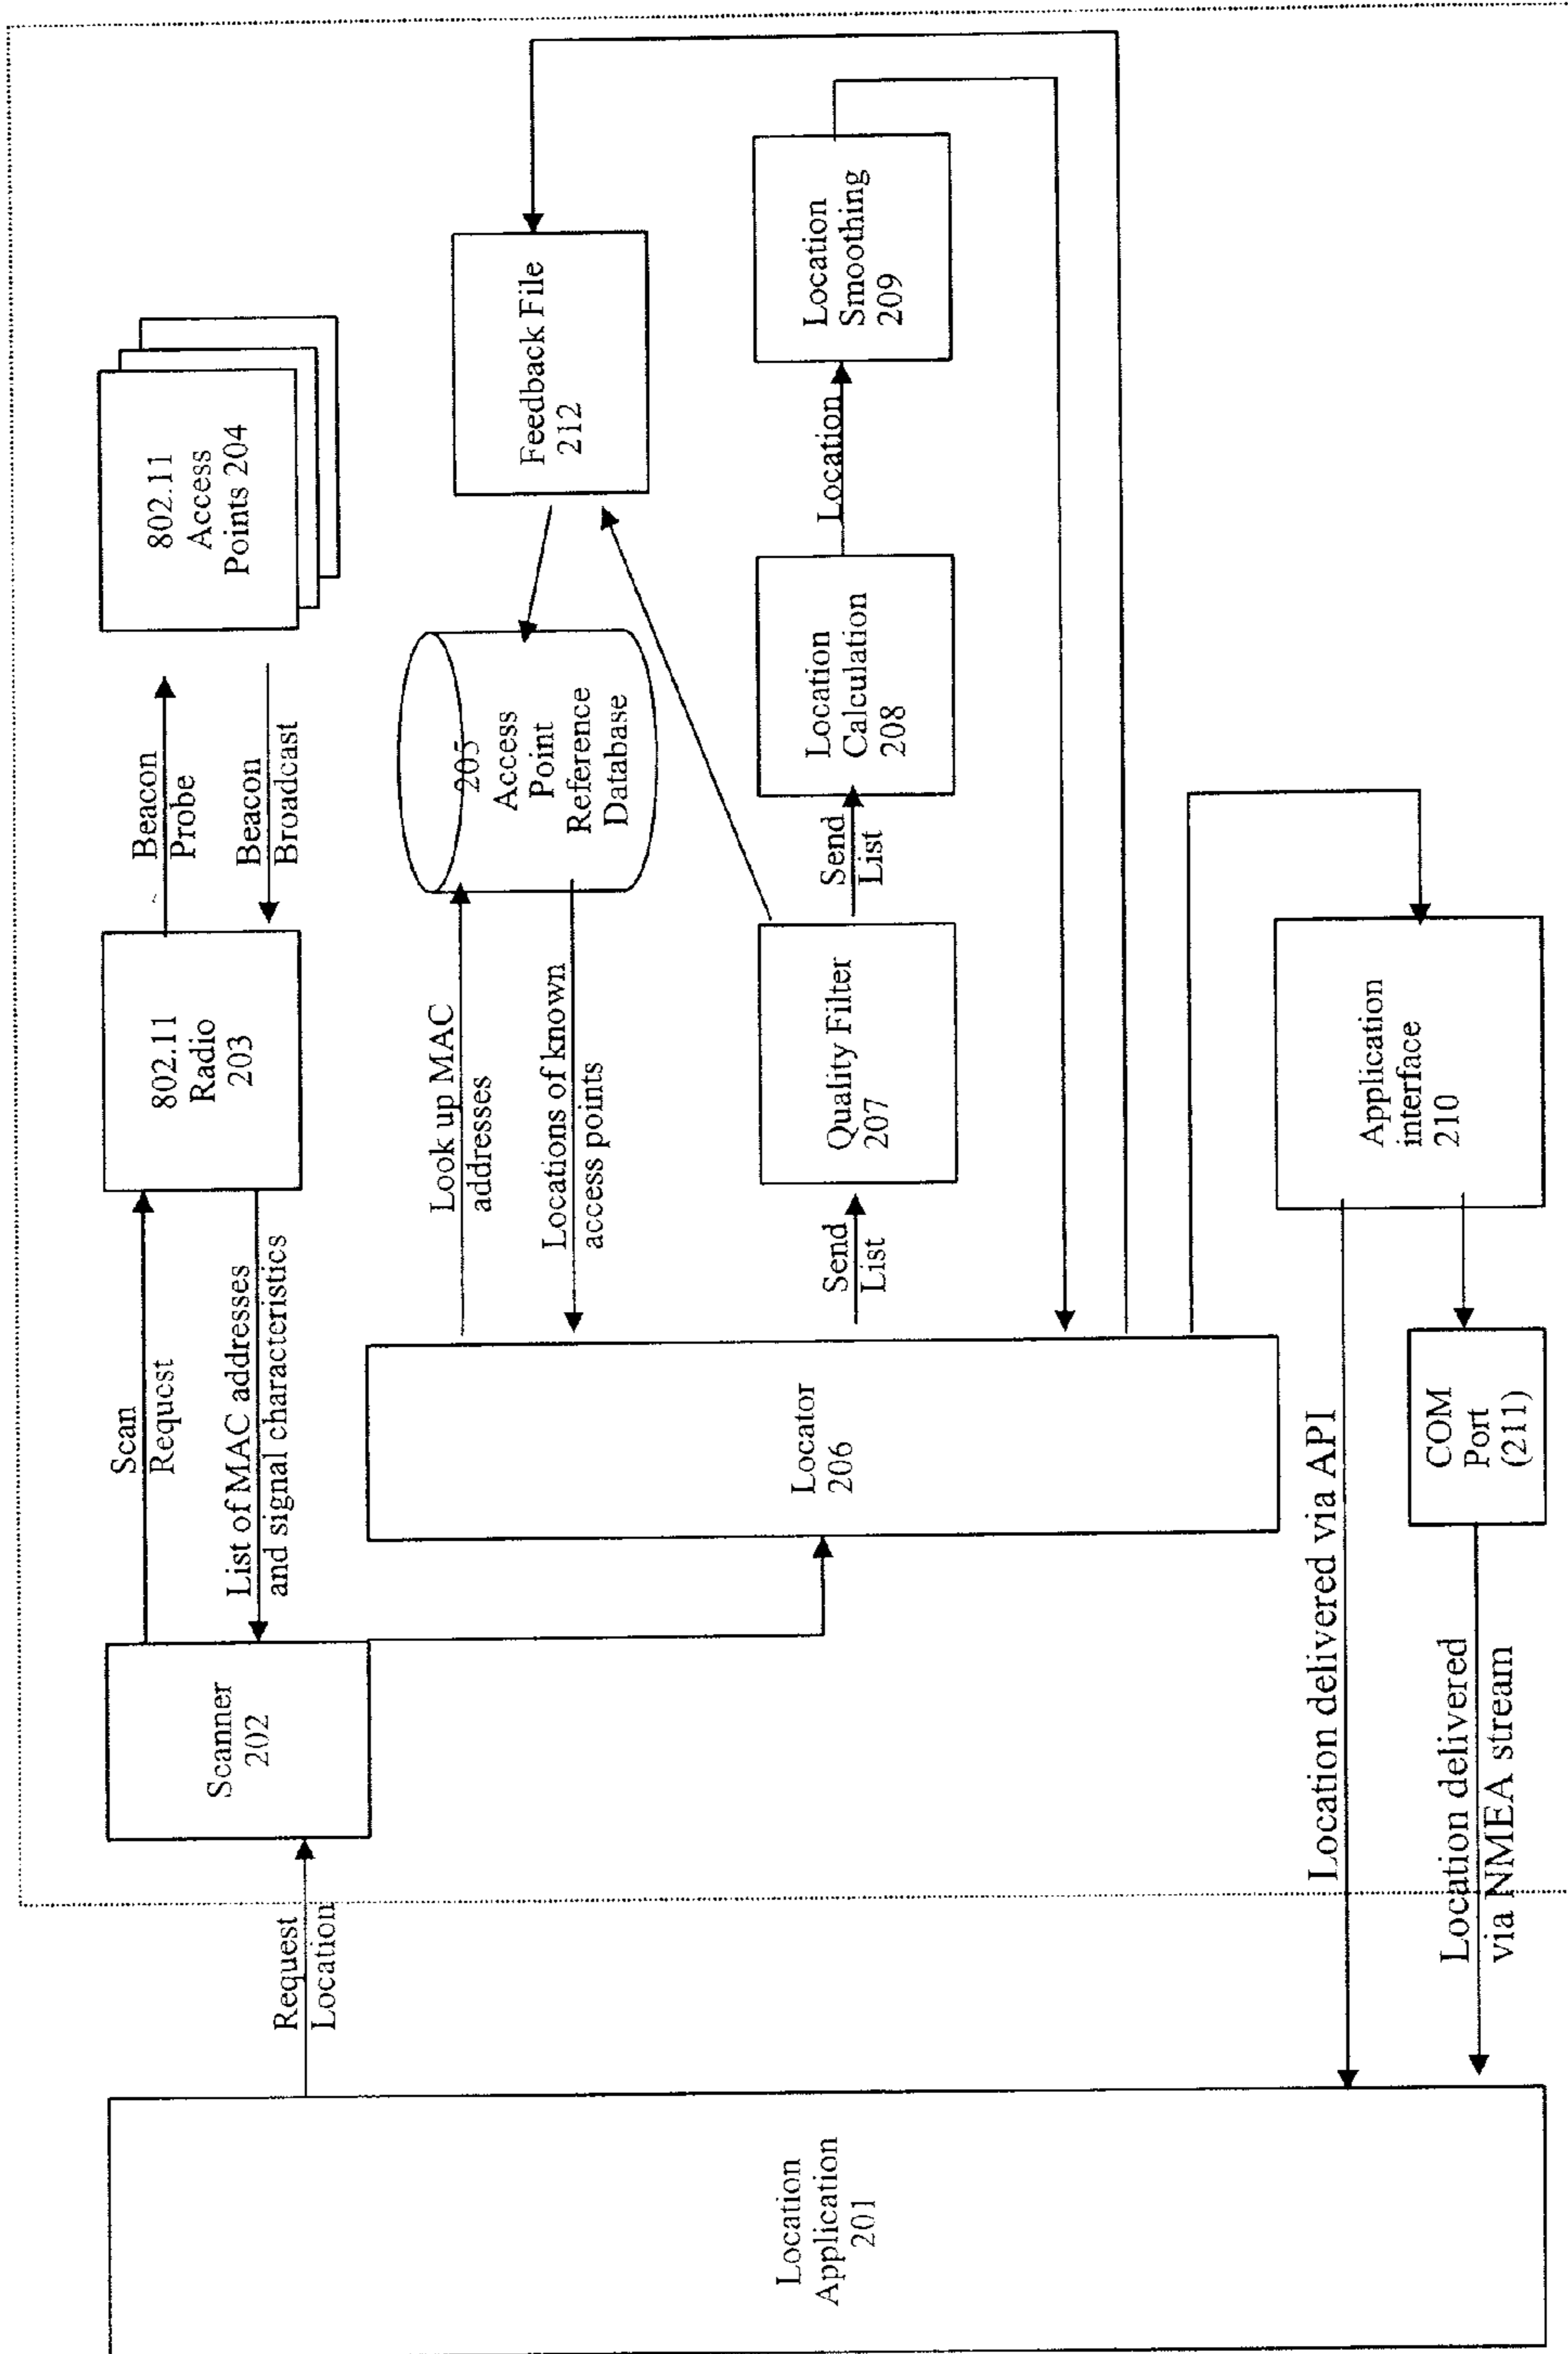 Location
Application
201
Request
Location
Scanner
202
Scan
Request
List of MAC addresses
and signal characteristics
802.11
Radio
203
Beacon
Probe
Beacon
Broadcast
802.11
Access
Points 204
Locator
206
Look up MAC
addresses
Locations of known
access points
205
Access
Point
Reference
Database
Feedback File
212
Send
List
Quality Filter
207
Send
List
Location
Calculation
208
Location
Location
Smoothing
209
Application
interface
210
Location delivered via API
COM
Port
(211)
Location delivered
via NMEA stream